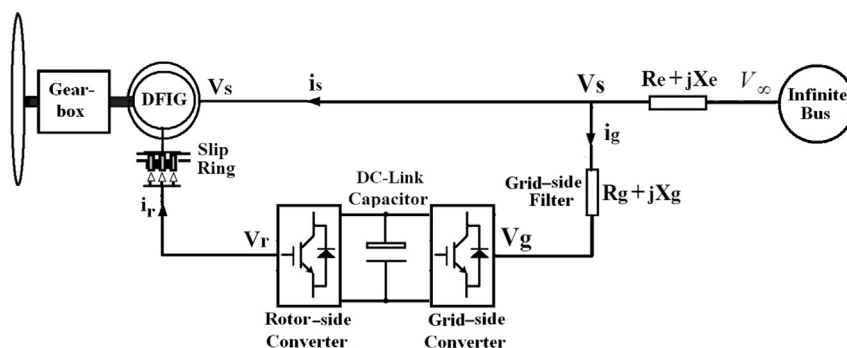 Gear-
box
DFIG
Vs
is
Vs
Re+jXe
V∞
Infinite
Bus
ig
Slip
Ring
ir
DC-Link
Capacitor
Grid-side
Filter
Rg+jXg
Vr
Vg
Rotor-side
Converter
Grid-side
Converter